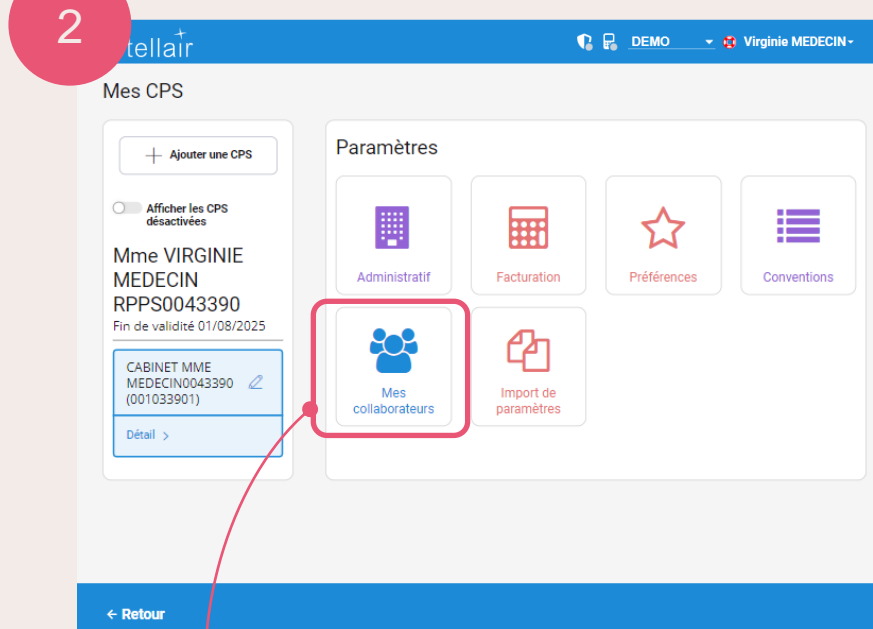 2
tellair
DEMO
Virginie MEDECIN
Mes CPS
Ajouter une CPS
Afficher les CPS
désactivées
Mme VIRGINIE
MEDECIN
RPPS0043390
Fin de validité 01/08/2025
CABINET MME
MEDECIN0043390
(001033901)
Détail >
Paramètres
Administratif
Facturation
Préférences
Conventions
Mes
collaborateurs
Import de
paramètres
← Retour